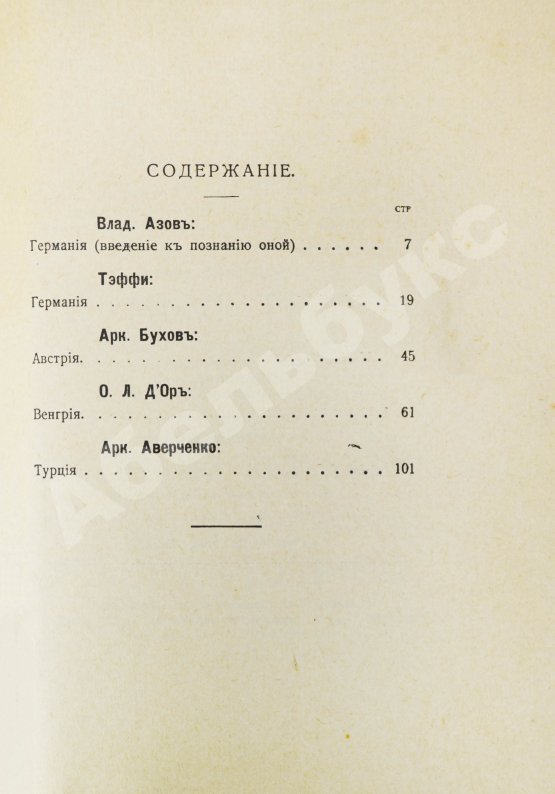 СОДЕРЖАНІЕ.
СТР
Влад. Азовъ:
Германія (введеніе къ познанію оной) . . . . . . 7
Тэффи:
Германія . . . . . . . . . . . . . . . . . . 19
Арк. Буховъ:
Австрія. . . . . . . . . . . . . . . . . . . 45
О. Л. Д'Оръ:
Венгрія. . . . . . . . . . . . . . . . . . . 61
Арк. Аверченко:
Турція . . . . . . . . . . . . . . . . . . . 101
Абельбукс